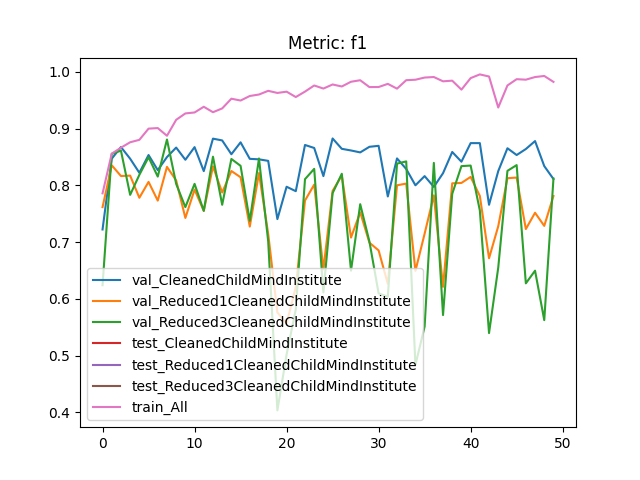 Metric: f1
1.0
0.9
0.8
0.7
0.6
0.5
0.4
val_CleanedChildMindInstitute
val_Reduced1CleanedChildMindInstitute
val_Reduced3CleanedChildMindInstitute
test_CleanedChildMindInstitute
test_Reduced1CleanedChildMindInstitute
test_Reduced3CleanedChildMindInstitute
train_All
0 10 20 30 40 50